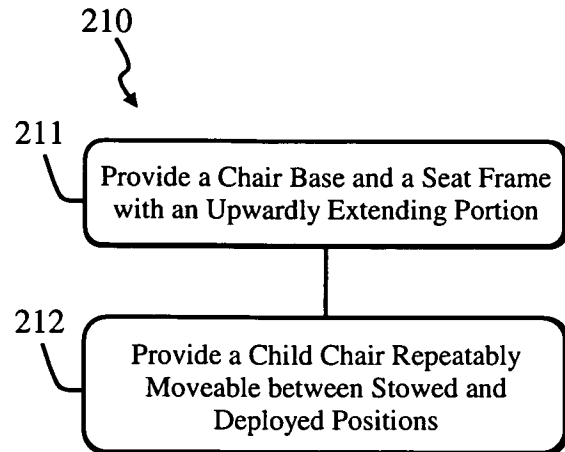 210
211
Provide a Chair Base and a Seat Frame
with an Upwardly Extending Portion
212
Provide a Child Chair Repeatably
Moveable between Stowed and
Deployed Positions